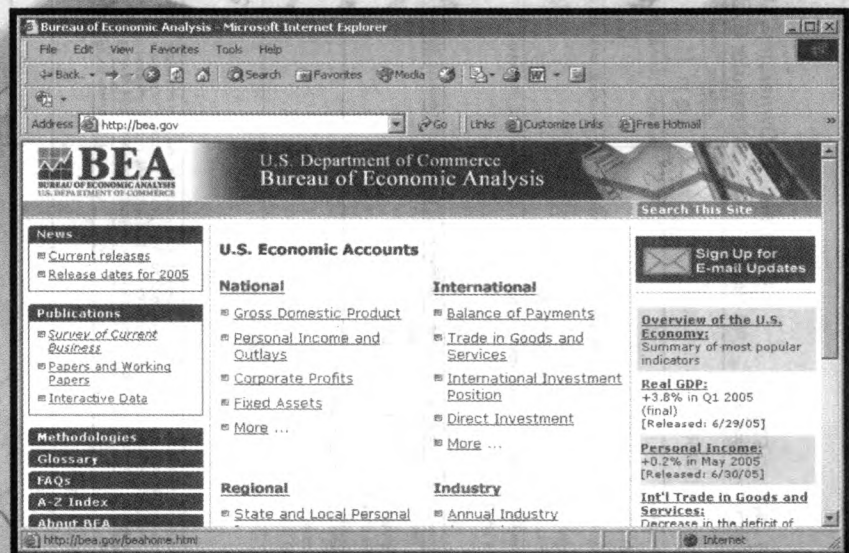 Bureau of Economic Analysis - Microsoft Internet Explorer
File Edit View Favorites Tools Help
Back Search Favorites Media
Address http://bea.gov Go Links Customize Links Free Hotmail »
BEA
BUREAU OF ECONOMIC ANALYSIS
U.S. DEPARTMENT OF COMMERCE
U.S. Department of Commerce
Bureau of Economic Analysis
Search This Site
News
Current releases
Release dates for 2005
Publications
Survey of Current
Business
Papers and Working
Papers
Interactive Data
Methodologies
Glossary
FAQs
A-Z Index
About BEA
U.S. Economic Accounts
National
Gross Domestic Product
Personal Income and
Outlays
Corporate Profits
Fixed Assets
More ...
International
Balance of Payments
Trade in Goods and
Services
International Investment
Position
Direct Investment
More ...
Regional
State and Local Personal
Industry
Annual Industry
Sign Up for
E-mail Updates
Overview of the U.S.
Economy:
Summary of most popular
indicators
Real GDP:
+3.8% in Q1 2005
(final)
[Released: 6/29/05]
Personal Income:
+0.2% in May 2005
[Released: 6/30/05]
Int'l Trade in Goods and
Services:
Decrease in the deficit of
http://bea.gov/beahome.html Internet